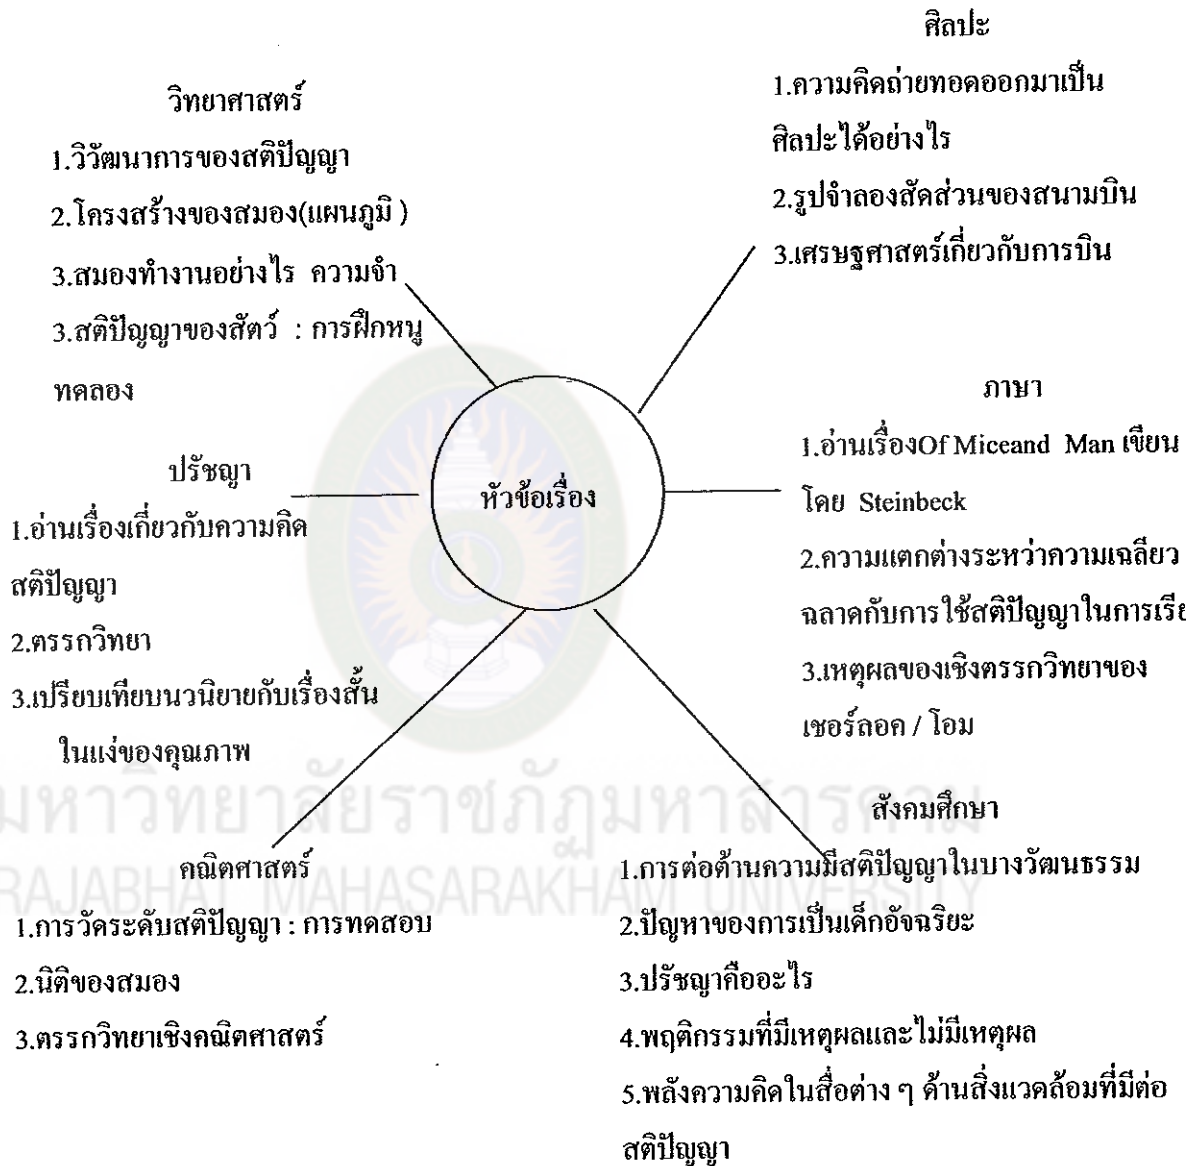 ศิลปะ
1.ความคิดถ่ายทอดออกมาเป็น
ศิลปะได้อย่างไร
2.รูปจำลองสัดส่วนของสนามบิน
3.เศรษฐศาสตร์เกี่ยวกับการบิน
วิทยาศาสตร์
1.วิวัฒนาการของสติปัญญา
2.โครงสร้างของสมอง(แผนภูมิ )
3.สมองทำงานอย่างไร ความจำ
3.สติปัญญาของสัตว์ : การฝึกหนู
ทดลอง
ภาษา
1.อ่านเรื่องOf Miceand Man เขียน
โดย Steinbeck
2.ความแตกต่างระหว่าความเฉลียว
ฉลาดกับการใช้สติปัญญาในการเรีย
3.เหตุผลของเชิงตรรกวิทยาของ
เชอร์ลอค / โอม
ปรัชญา
1.อ่านเรื่องเกี่ยวกับความคิด
สติปัญญา
2.ตรรกวิทยา
3.เปรียบเทียบนวนิยายกับเรื่องสั้น
ในแง่ของคุณภาพ
หัวข้อเรื่อง
คณิตศาสตร์
1.การวัดระดับสติปัญญา : การทดสอบ
2.นิติของสมอง
3.ตรรกวิทยาเชิงคณิตศาสตร์
สังคมศึกษา
1.การต่อต้านความมีสติปัญญาในบางวัฒนธรรม
2.ปัญหาของการเป็นเด็กอัจฉริยะ
3.ปรัชญาคืออะไร
4.พฤติกรรมที่มีเหตุผลและไม่มีเหตุผล
5.พลังความคิดในสื่อต่าง ๆ ด้านสิ่งแวดล้อมที่มีต่อ
สติปัญญา
มหาวิทยาลัยราชภัฏมหาสารคาม
RAJABHAT MAHASARAKHAM UNIVERSITY